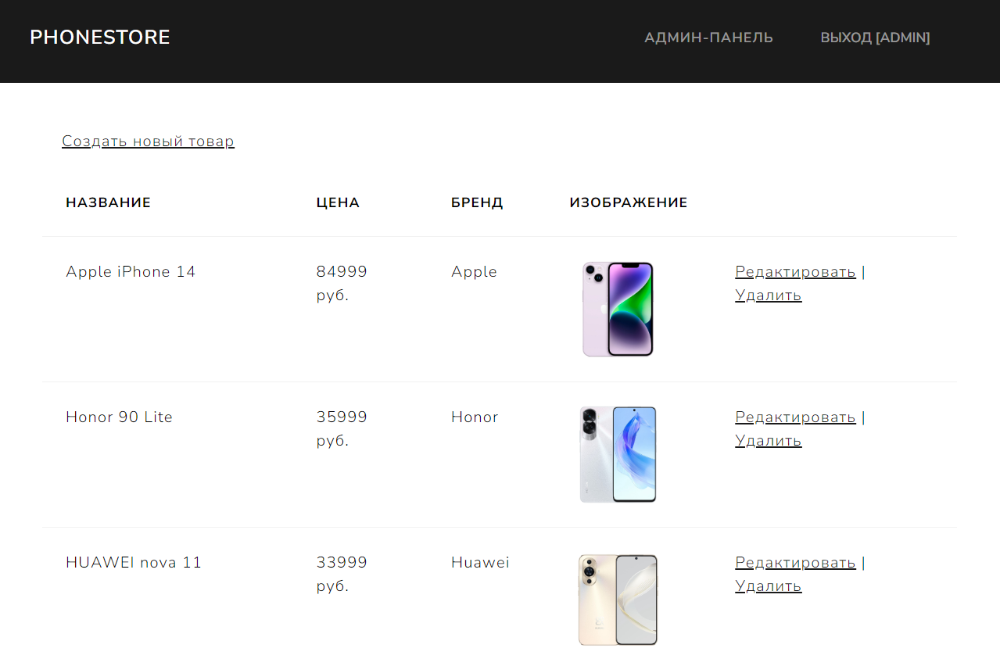 PHONESTORE
АДМИН-ПАНЕЛЬ
ВЫХОД [ADMIN]
Создать новый товар
НАЗВАНИЕ ЦЕНА БРЕНД ИЗОБРАЖЕНИЕ
Apple iPhone 14 84999 Apple Редактировать |
руб. Удалить
Honor 90 Lite 35999 Honor Редактировать |
руб. Удалить
HUAWEI nova 11 33999 Huawei Редактировать |
руб. Удалить